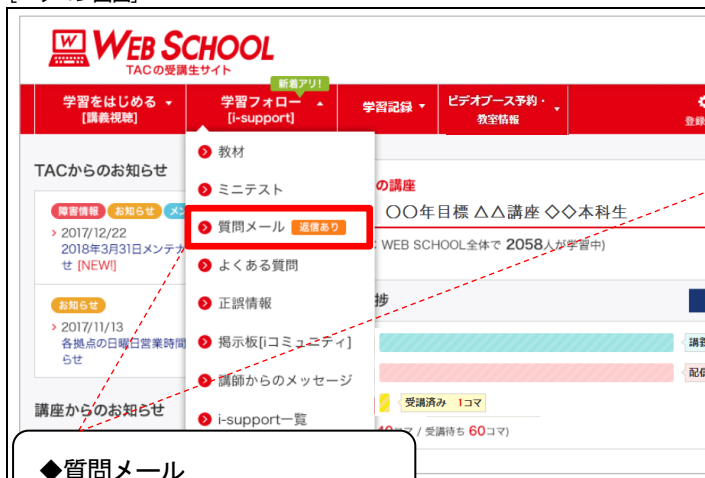 WEB SCHOOL
TACの受講生サイト
新着アリ!
学習をはじめる
[講義視聴]
学習フォロー
[i-support]
学習記録
ビデオブース予約・
教室情報
登録
TACからのお知らせ
障害情報 お知らせ メン
2017/12/22
2018年3月31日メンテナ
せ [NEW!]
お知らせ
2017/11/13
各拠点の日曜日営業時間
らせ
講座からのお知らせ
教材
ミニテスト
質問メール 返信あり
よくある質問
正誤情報
掲示板[iコミュニティ]
講師からのメッセージ
i-support一覧
の講座
〇〇年目標 △△講座 ◇◇本科生
WEB SCHOOL全体で 2058人が学習中)
捗
講義
配信
受講済み 1コマ
コマ / 受講待ち 60コマ)
◆質問メール